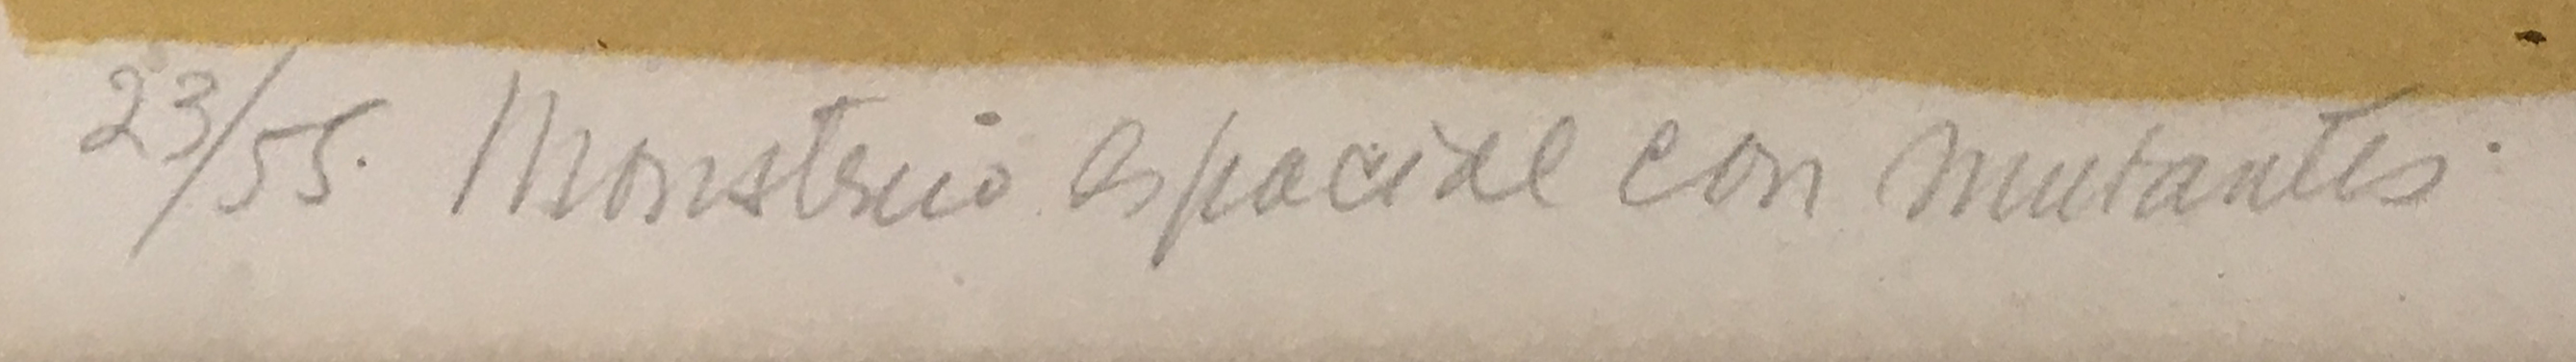 23/55. Monstruo espacial con mutantes.